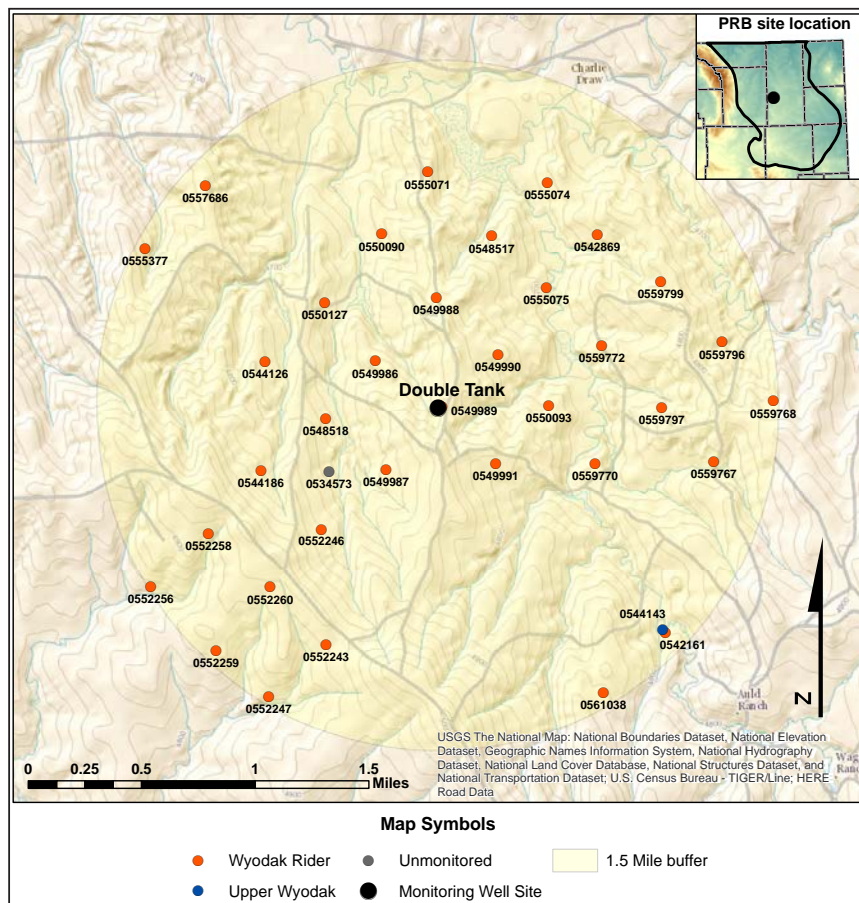 PRB site location
Charlie
Draw
4700
0555071
0557686
0555074
0550090
0548517
0542869
0555377
4700
0555075
0559799
0550127
0549988
0559796
0549990
0559772
0544126
0549986
Double Tank
0549989
0559768
0550093
0559797
0548518
0544186
0534573
0549987
0549991
0559770
0559767
0552258
0552246
0552256
0552260
0544143
0542161
0552259
0552243
4900
0552247
0561038
Auld
Ranch
N
Wag
Ranch
USGS The National Map: National Boundaries Dataset, National Elevation
Dataset, Geographic Names Information System, National Hydrography
Dataset, National Land Cover Database, National Structures Dataset, and
National Transportation Dataset; U.S. Census Bureau - TIGER/Line; HERE
Road Data
0 0.25 0.5 1 1.5
Miles
Map Symbols
Wyodak Rider
Unmonitored
1.5 Mile buffer
Upper Wyodak
Monitoring Well Site